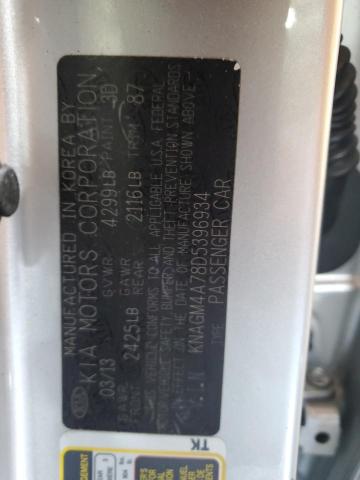 MANUFACTURED IN KOREA BY
KIA MOTORS CORPORATION
03/13 GVWR 4299LB PAINT 3D
GAWR FRONT 2425LB GAWR REAR 2116LB TRIM 87
THIS VEHICLE CONFORMS TO ALL APPLICABLE U.S.A FEDERAL
MOTOR VEHICLE SAFETY, BUMPER, AND THEFT PREVENTION STANDARDS
IN EFFECT ON THE DATE OF MANUFACTURE SHOWN ABOVE
V.I.N KNAGM4A78D5396934
TYPE PASSENGER CAR
KIA
TK